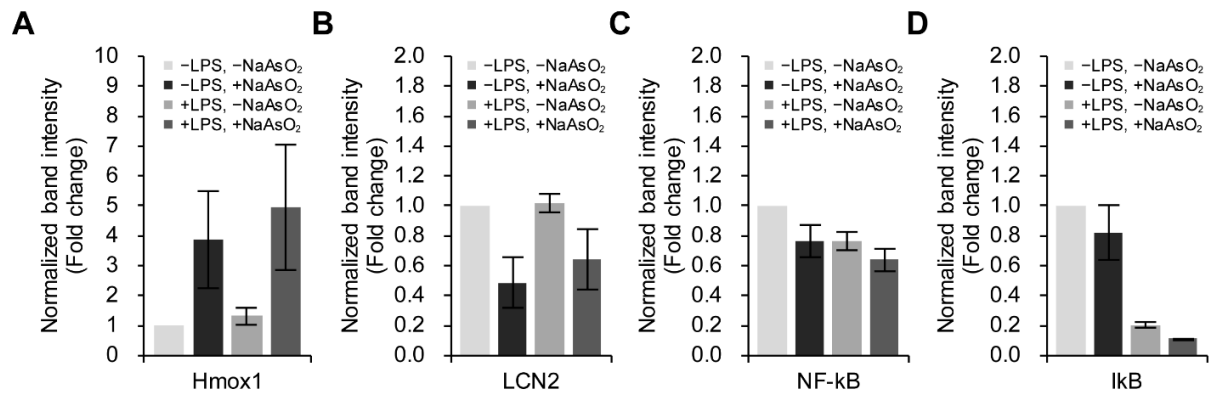 A
Normalized band intensity
(Fold change)
10
9
8
7
6
5
4
3
2
1
0
−LPS, −NaAsO₂
−LPS, +NaAsO₂
+LPS, −NaAsO₂
+LPS, +NaAsO₂
Hmox1
B
Normalized band intensity
(Fold change)
2.0
1.8
1.6
1.4
1.2
1.0
0.8
0.6
0.4
0.2
0.0
−LPS, −NaAsO₂
−LPS, +NaAsO₂
+LPS, −NaAsO₂
+LPS, +NaAsO₂
LCN2
C
Normalized band intensity
(Fold change)
2.0
1.8
1.6
1.4
1.2
1.0
0.8
0.6
0.4
0.2
0.0
−LPS, −NaAsO₂
−LPS, +NaAsO₂
+LPS, −NaAsO₂
+LPS, +NaAsO₂
NF-kB
D
Normalized band intensity
(Fold change)
2.0
1.8
1.6
1.4
1.2
1.0
0.8
0.6
0.4
0.2
0.0
−LPS, −NaAsO₂
−LPS, +NaAsO₂
+LPS, −NaAsO₂
+LPS, +NaAsO₂
IkB